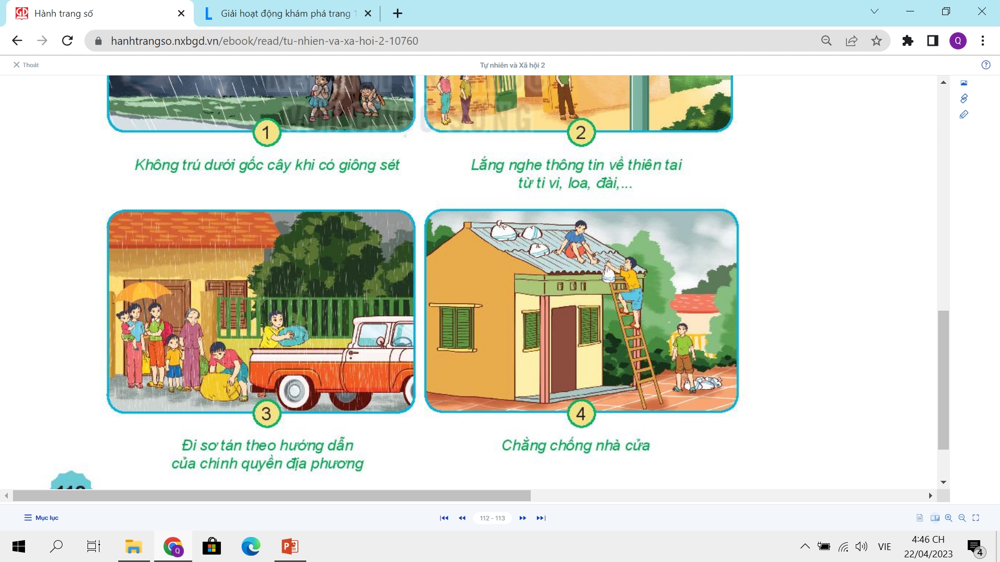 Hành trang số
Giải hoạt động khám phá trang 1
hanhtrangso.nxbgd.vn/ebook/read/tu-nhien-va-xa-hoi-2-10760
Q
Thoát
Tự nhiên và Xã hội 2
1
2
Không trú dưới gốc cây khi có giông sét
Lắng nghe thông tin về thiên tai
từ ti vi, loa, đài,...
3
4
Đi sơ tán theo hướng dẫn
của chính quyền địa phương
Chằng chống nhà cửa
Mục lục
112 - 113
VIE
4:46 CH
22/04/2023
4